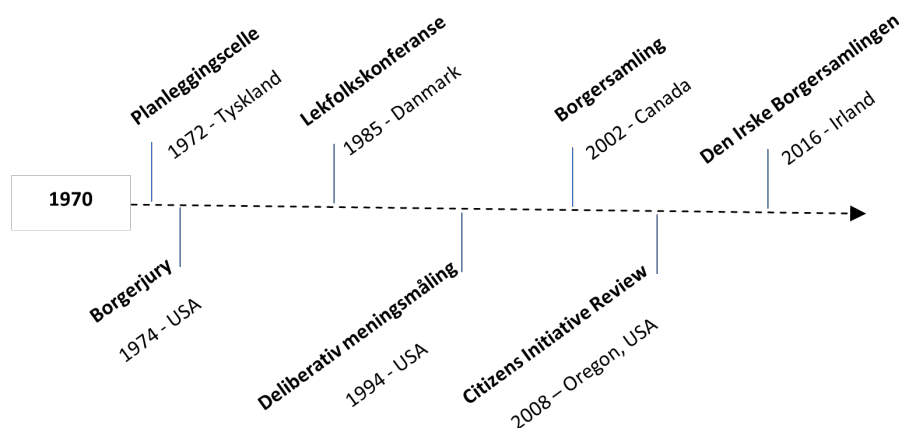 1970
Planleggingscelle
1972 - Tyskland
Borgerjury
1974 - USA
Lekfolkskonferanse
1985 - Danmark
Deliberativ meningsmåling
1994 - USA
Borgersamling
2002 - Canada
Citizens Initiative Review
2008 – Oregon, USA
Den Irske Borgersamlingen
2016 - Irland